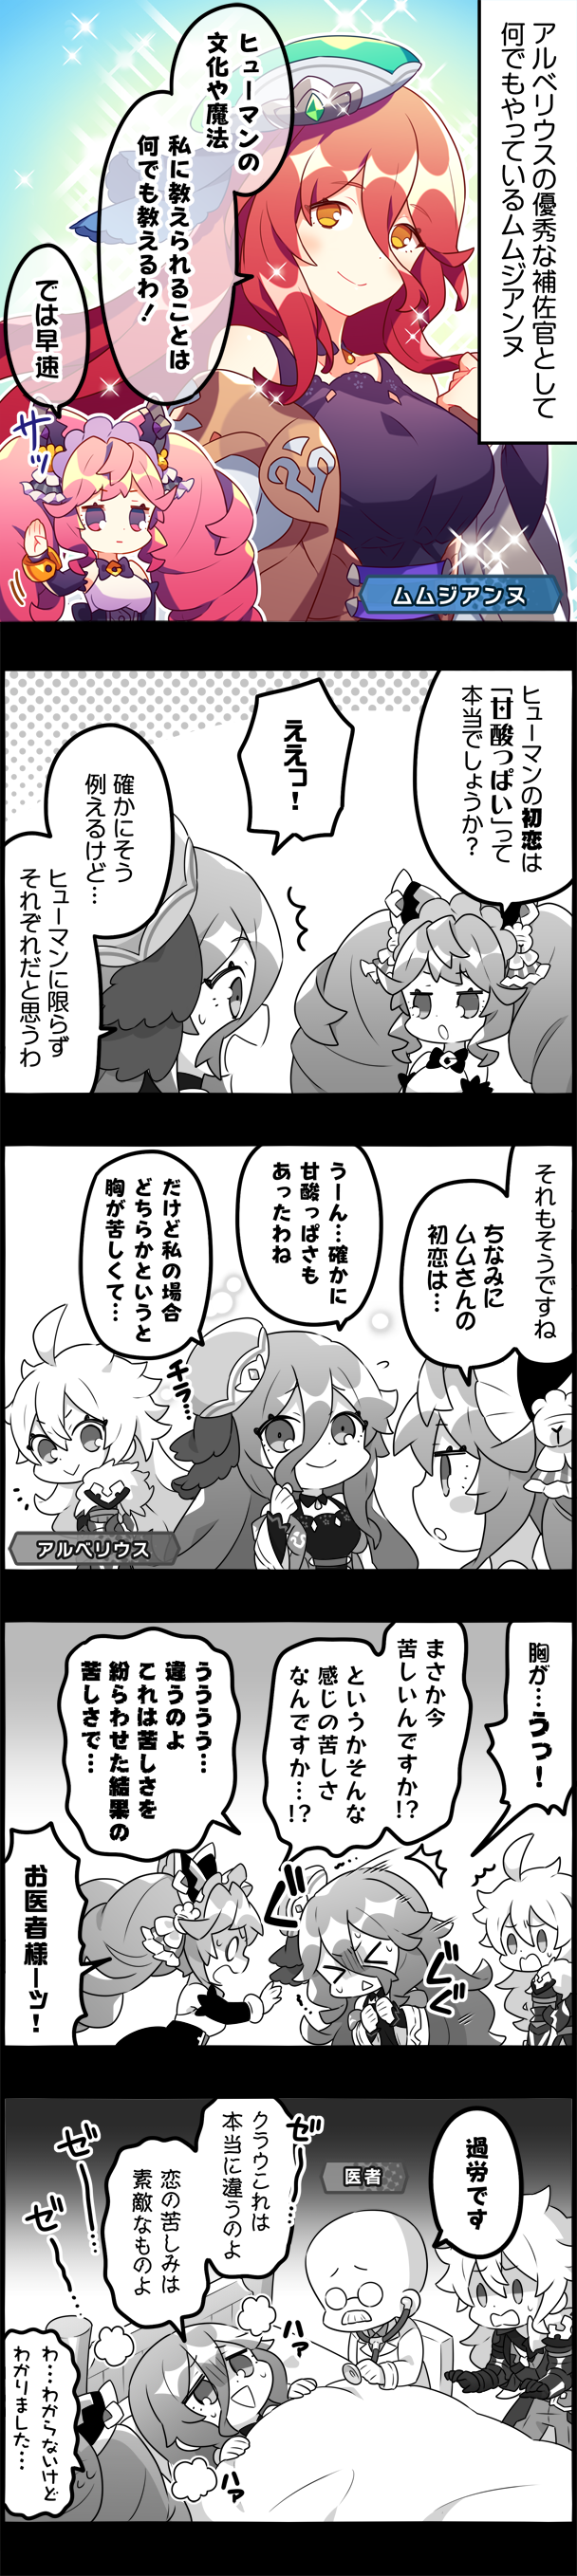 アルベリウスの優秀な補佐官として
何でもやっているムムジアンヌ
ヒューマンの
文化や魔法
私に教えられることは
何でも教えるわ！
では早速
サッ
ムムジアンヌ
ヒューマンの初恋は
「甘酸っぱい」って
本当でしょうか？
ええコ！
確かにそう
例えるけど…
ヒューマンに限らず
それぞれだと思うわ
それもそうですね
ちなみに
ムムさんの
初恋は…
うーん…確かに
甘酸っぱさも
あったわね
だけど私の場合
どちらかというと
胸が苦しくて…
チラ…
アルベリウス
胸が…うっ！
まさか今
苦しいんですか!?
というかそんな
感じの苦しさ
なんですか…!?
うううう…
違うのよ
これは苦しさを
紛らわせた結果の
苦しさで…
ぐぐ
ぐぐ
お医者様ーッ！
過労です
医者
クラウこれは
本当に違うのよ
恋の苦しみは
素敵なものよ
ゼー…
ゼー…
ゼー…
ハァ
ハァ
わ…わからないけど
わかりました…